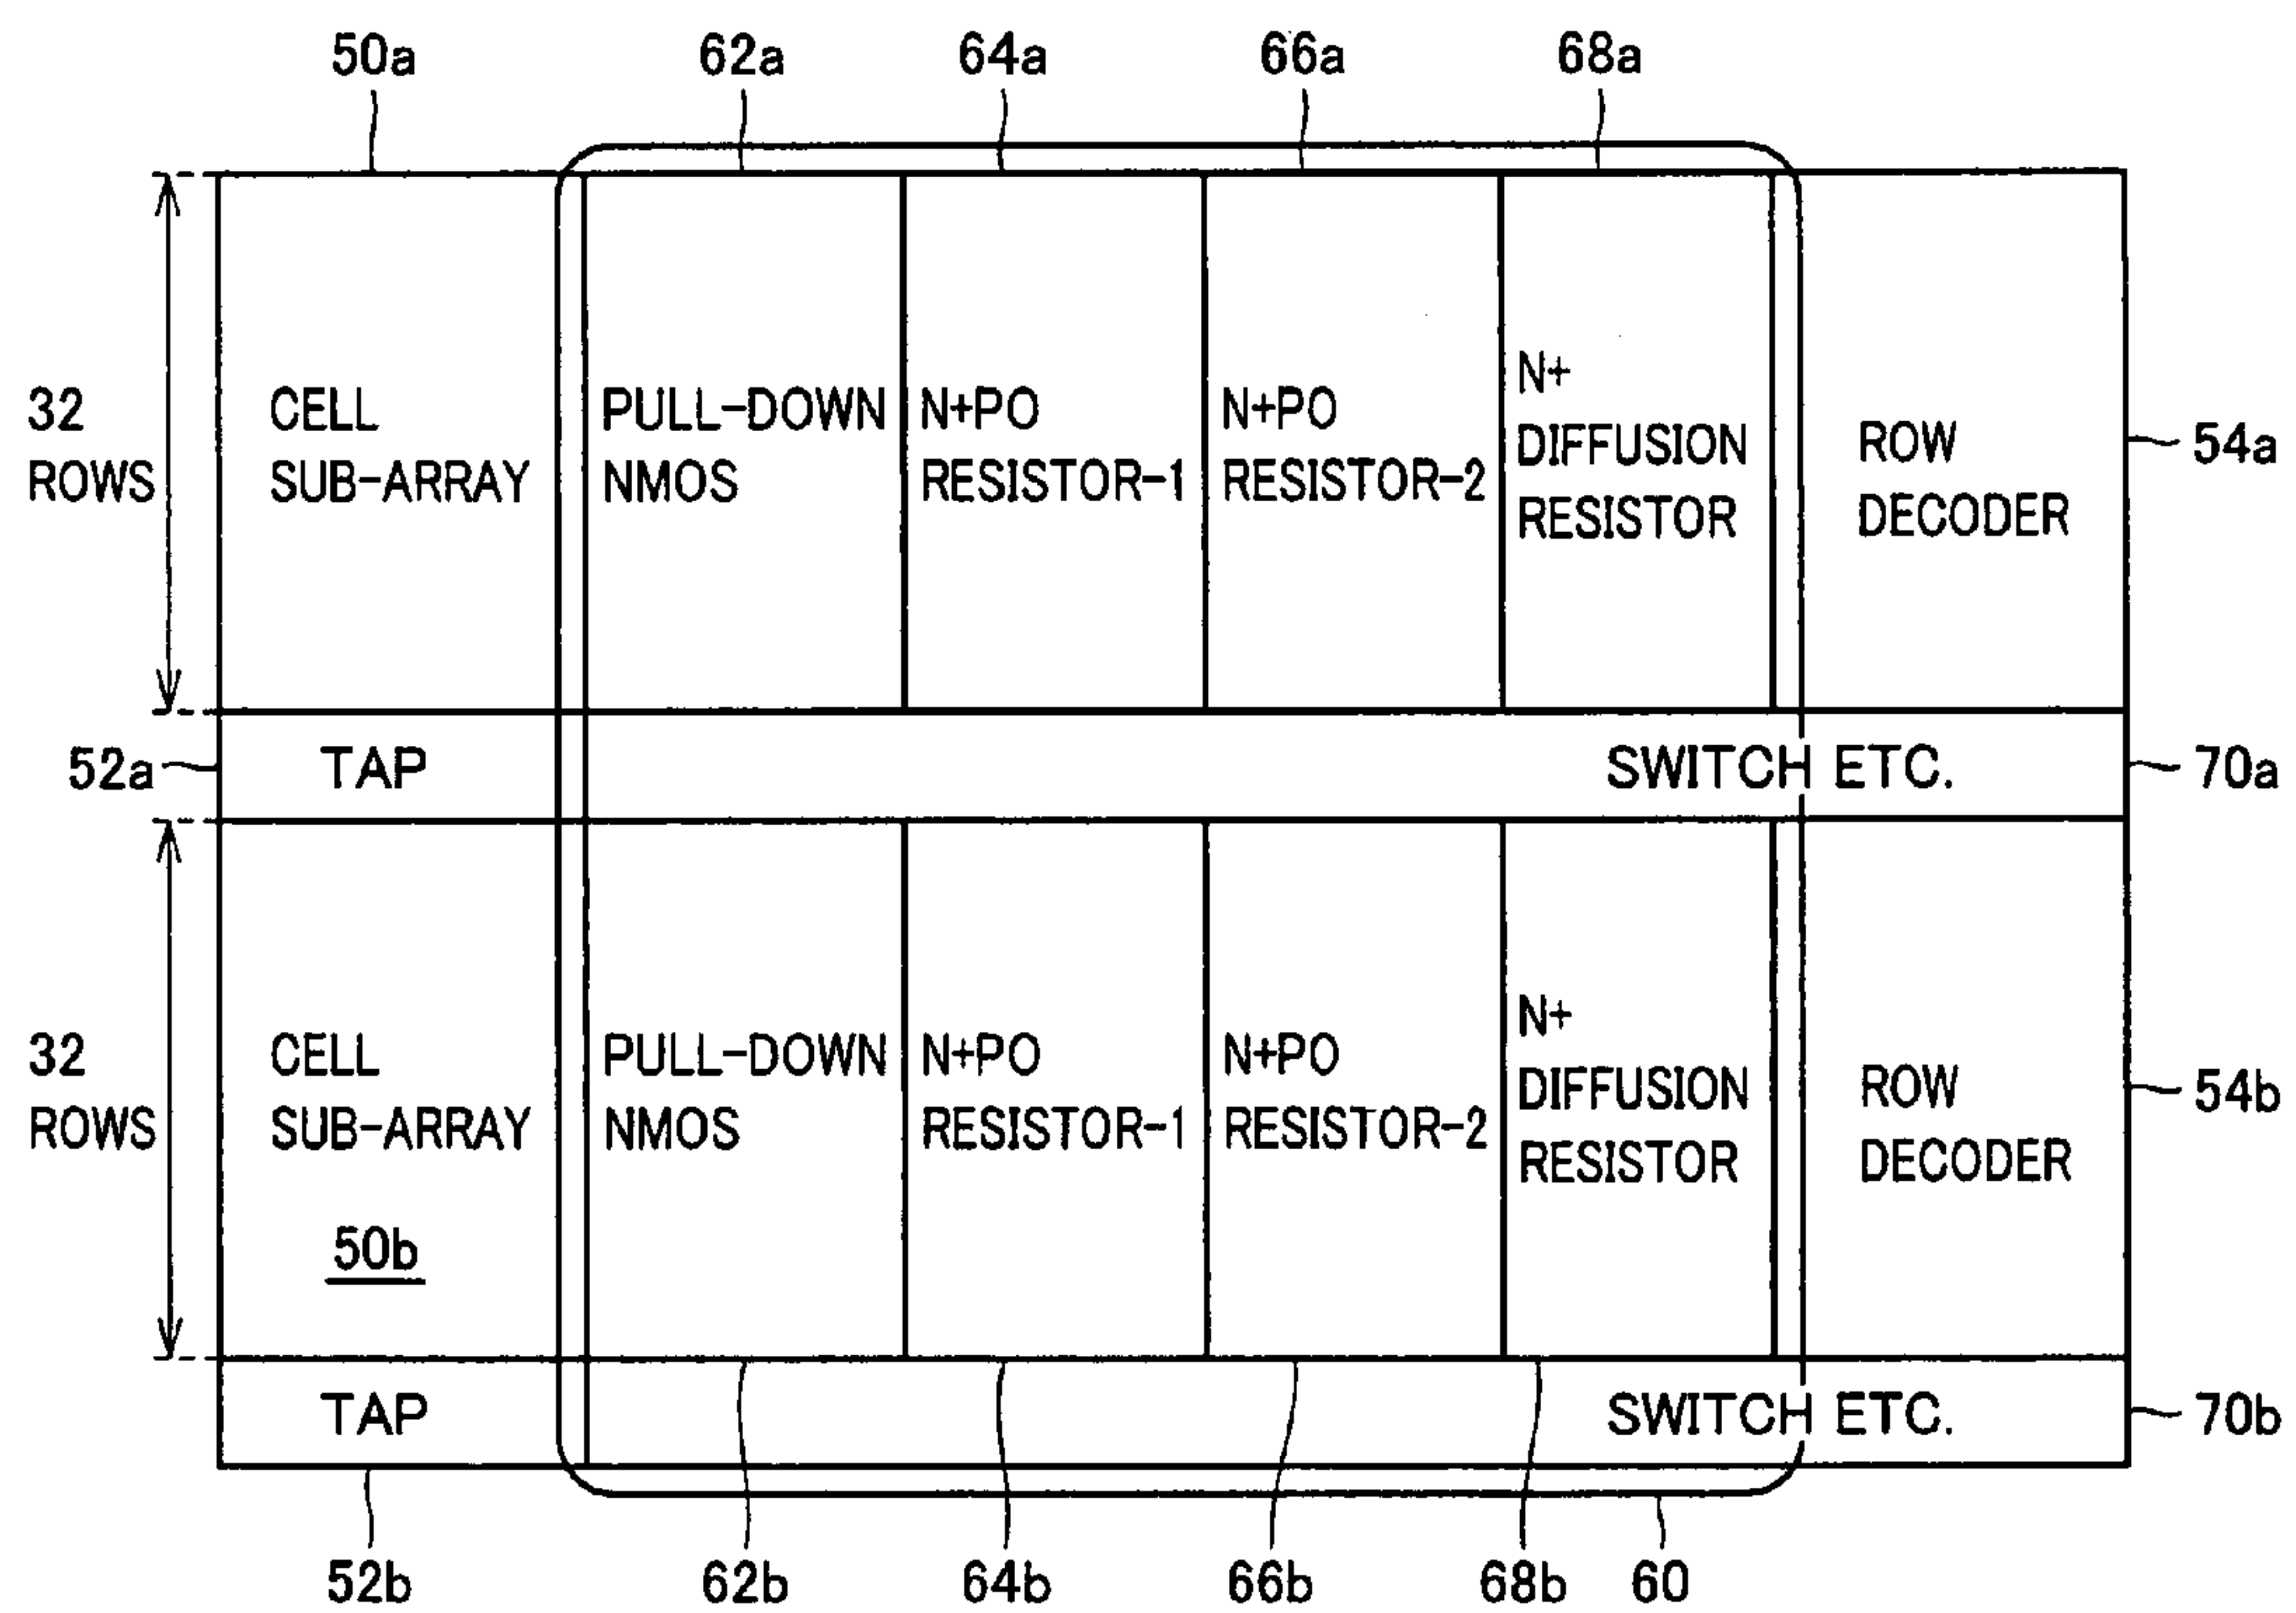 50a 62a 64a 66a 68a
32
ROWS
CELL
SUB-ARRAY
PULL-DOWN
NMOS
N+PO
RESISTOR-1
N+PO
RESISTOR-2
N+
DIFFUSION
RESISTOR
ROW
DECODER
54a
52a
TAP
SWITCH ETC.
70a
32
ROWS
CELL
SUB-ARRAY
50b
PULL-DOWN
NMOS
N+PO
RESISTOR-1
N+PO
RESISTOR-2
N+
DIFFUSION
RESISTOR
ROW
DECODER
54b
TAP
SWITCH ETC.
70b
52b 62b 64b 66b 68b 60